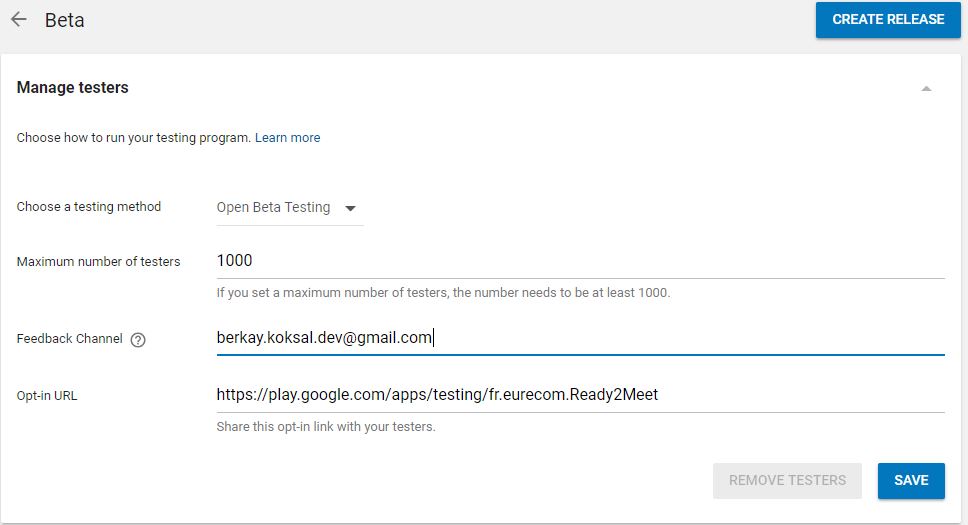 Beta
CREATE RELEASE
Manage testers
Choose how to run your testing program. Learn more
Choose a testing method
Open Beta Testing
Maximum number of testers
1000
If you set a maximum number of testers, the number needs to be at least 1000.
Feedback Channel
berkay.koksal.dev@gmail.com
Opt-in URL
https://play.google.com/apps/testing/fr.eurecom.Ready2Meet
Share this opt-in link with your testers.
REMOVE TESTERS
SAVE